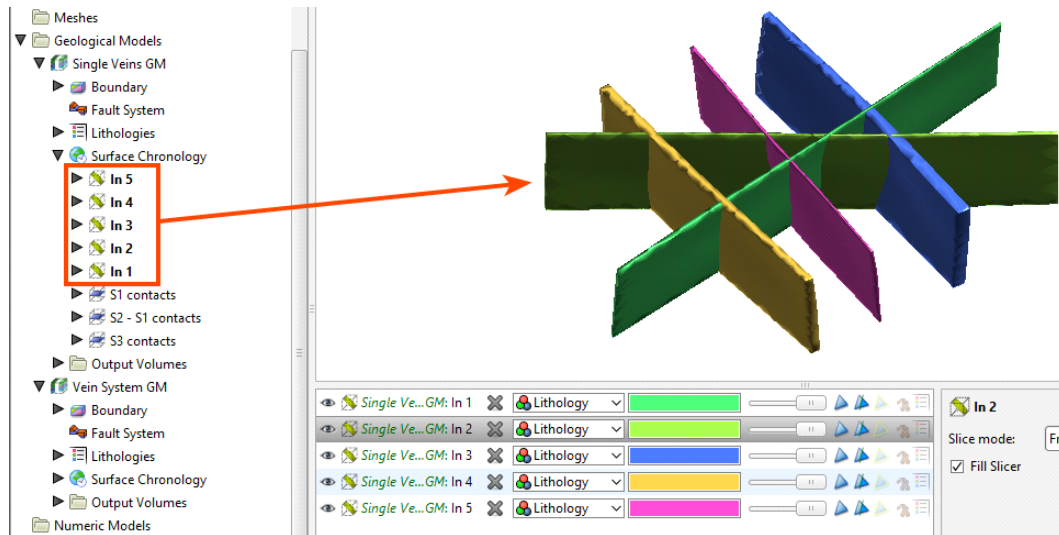 Meshes
Geological Models
Single Veins GM
Boundary
Fault System
Lithologies
Surface Chronology
In 5
In 4
In 3
In 2
In 1
S1 contacts
S2 - S1 contacts
S3 contacts
Output Volumes
Vein System GM
Boundary
Fault System
Lithologies
Surface Chronology
Output Volumes
Numeric Models
Single Ve...GM: In 1 Lithology
Single Ve...GM: In 2 Lithology
Single Ve...GM: In 3 Lithology
Single Ve...GM: In 4 Lithology
Single Ve...GM: In 5 Lithology
In 2
Slice mode: Fr
Fill Slicer